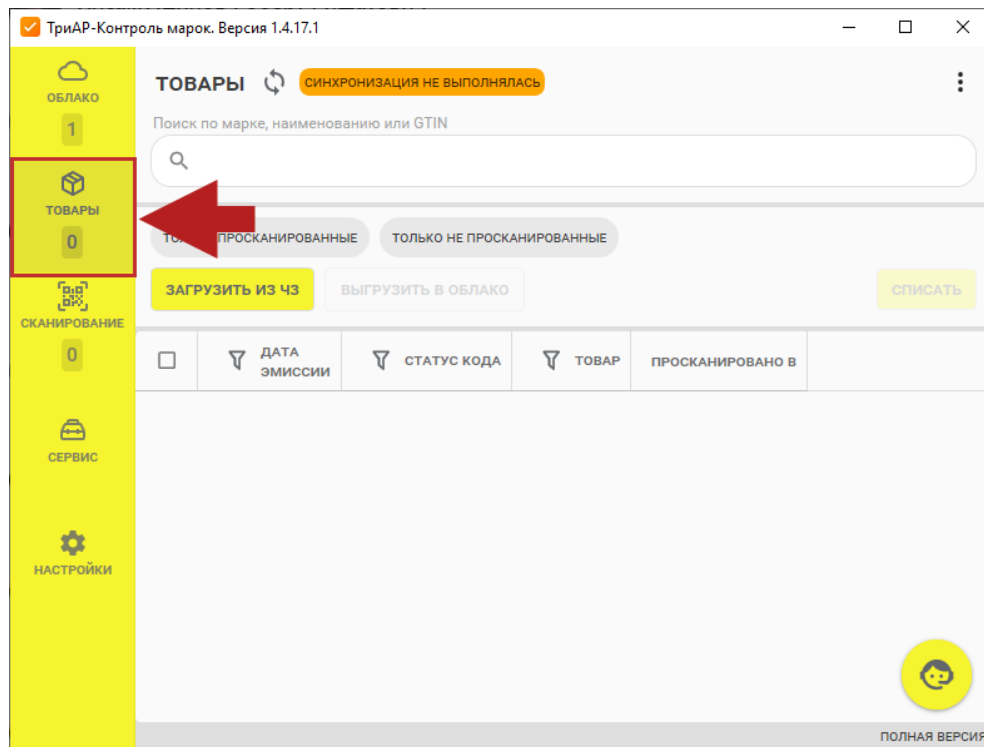 ТриАР-Контроль марок. Версия 1.4.17.1
ОБЛАКО
1
ТОВАРЫ
0
СКАНИРОВАНИЕ
0
СЕРВИС
НАСТРОЙКИ
ТОВАРЫ СИНХРОНИЗАЦИЯ НЕ ВЫПОЛНЯЛАСЬ
Поиск по марке, наименованию или GTIN
ПРОСКАНИРОВАННЫЕ ТОЛЬКО НЕ ПРОСКАНИРОВАННЫЕ
ЗАГРУЗИТЬ ИЗ ЧЗ ВЫГРУЗИТЬ В ОБЛАКО СПИСАТЬ
ДАТА
ЭМИССИИ СТАТУС КОДА ТОВАР ПРОСКАНИРОВАНО В
ПОЛНАЯ ВЕРСИЯ